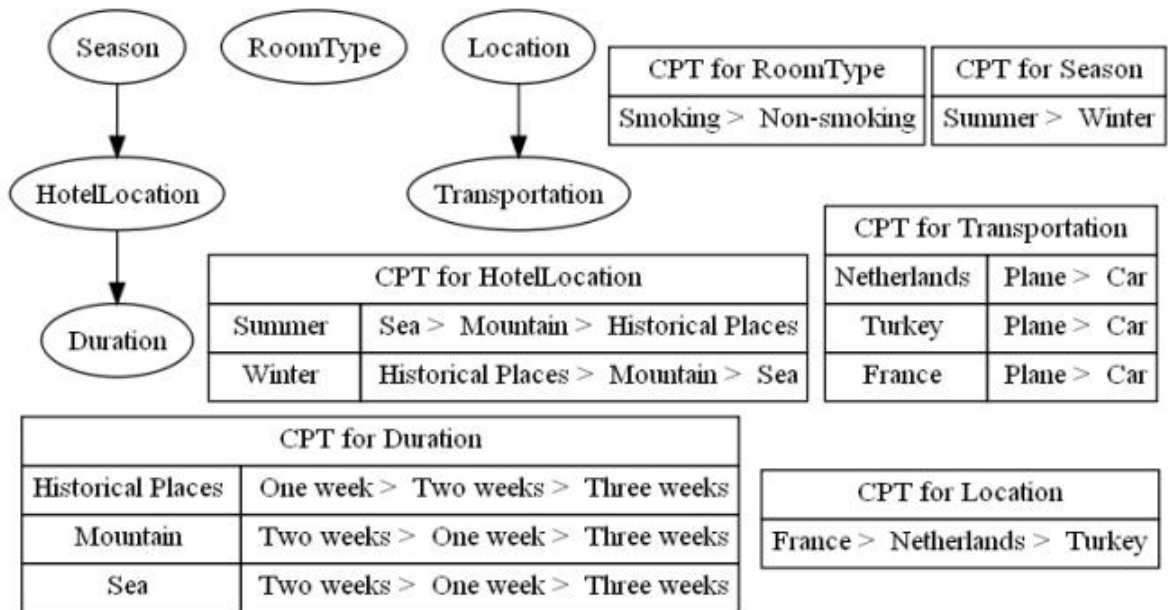 Season
RoomType
Location
CPT for RoomType
Smoking > Non-smoking
CPT for Season
Summer > Winter
HotelLocation
Transportation
CPT for Transportation
Netherlands Plane > Car
Turkey Plane > Car
France Plane > Car
CPT for HotelLocation
Summer Sea > Mountain > Historical Places
Winter Historical Places > Mountain > Sea
Duration
CPT for Duration
Historical Places One week > Two weeks > Three weeks
Mountain Two weeks > One week > Three weeks
Sea Two weeks > One week > Three weeks
CPT for Location
France > Netherlands > Turkey